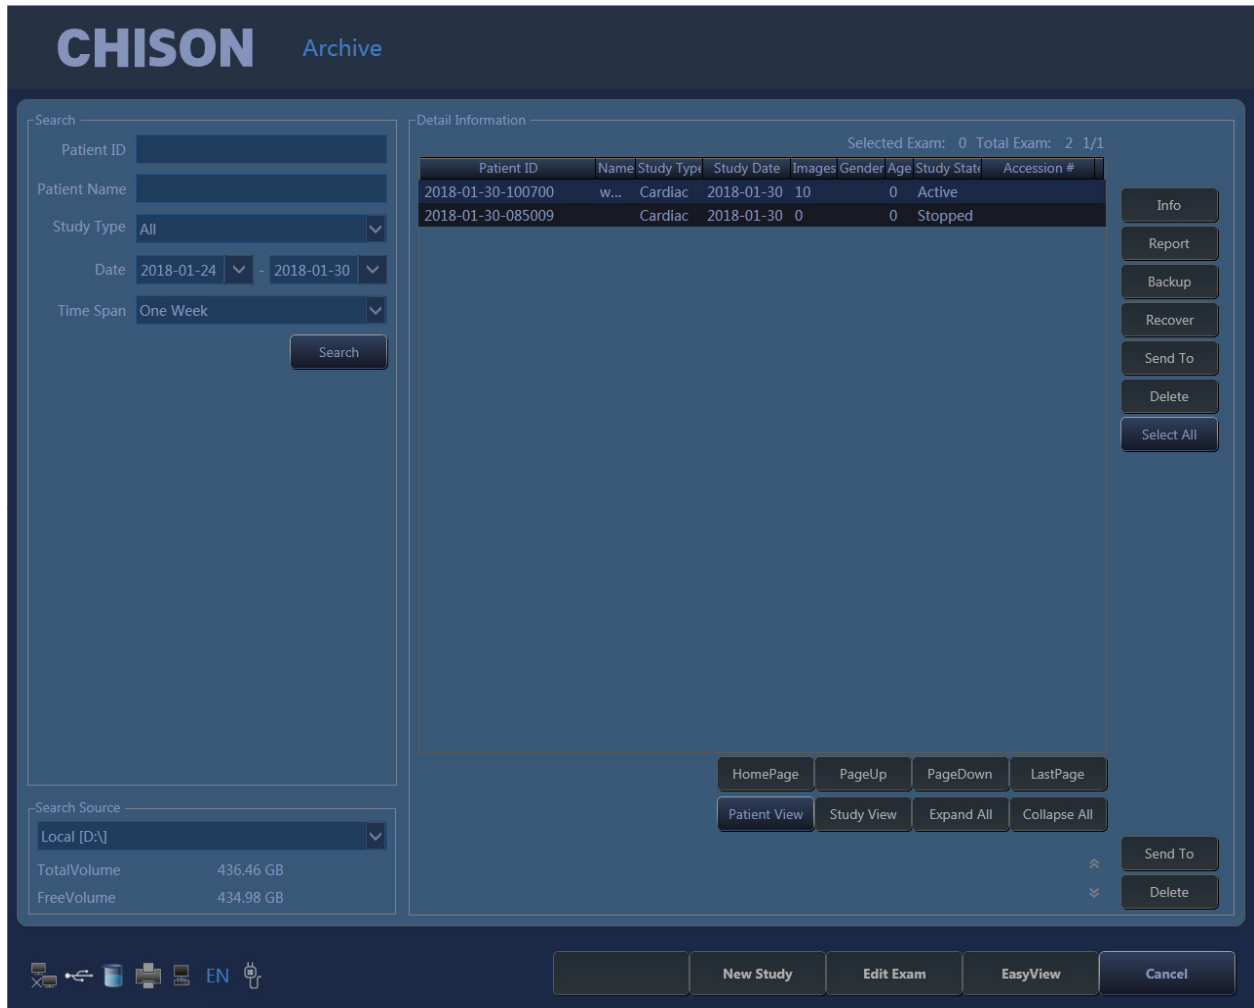 CHISON Archive
Search
Patient ID
Patient Name
Study Type All
Date 2018-01-24 - 2018-01-30
Time Span One Week
Search
Detail Information
Selected Exam: 0 Total Exam: 2 1/1
Patient ID Name Study Type Study Date Images Gender Age Study State Accession #
2018-01-30-100700 w... Cardiac 2018-01-30 10 0 Active
2018-01-30-085009 Cardiac 2018-01-30 0 0 Stopped
Info
Report
Backup
Recover
Send To
Delete
Select All
HomePage PageUp PageDown LastPage
Patient View Study View Expand All Collapse All
Search Source
Local [D:\]
TotalVolume 436.46 GB
FreeVolume 434.98 GB
Send To
Delete
EN
New Study Edit Exam EasyView Cancel